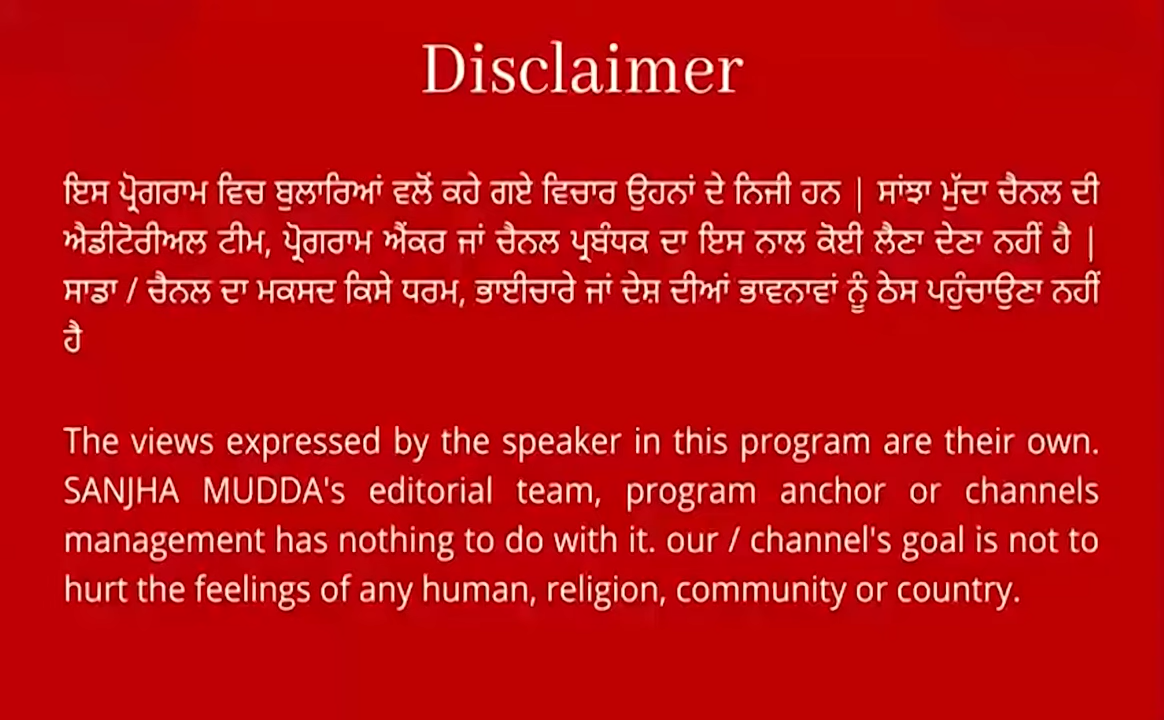 Disclaimer
ਇਸ ਪ੍ਰੋਗਰਾਮ ਵਿਚ ਬੁਲਾਰਿਆਂ ਵਲੋਂ ਕਹੇ ਗਏ ਵਿਚਾਰ ਉਹਨਾਂ ਦੇ ਨਿਜੀ ਹਨ | ਸਾਂਝਾ ਮੁੱਦਾ ਚੈਨਲ ਦੀ
ਐਡੀਟੋਰੀਅਲ ਟੀਮ, ਪ੍ਰੋਗਰਾਮ ਐਂਕਰ ਜਾਂ ਚੈਨਲ ਪ੍ਰਬੰਧਕ ਦਾ ਇਸ ਨਾਲ ਕੋਈ ਲੈਣਾ ਦੇਣਾ ਨਹੀਂ ਹੈ |
ਸਾਡਾ / ਚੈਨਲ ਦਾ ਮਕਸਦ ਕਿਸੇ ਧਰਮ, ਭਾਈਚਾਰੇ ਜਾਂ ਦੇਸ਼ ਦੀਆਂ ਭਾਵਨਾਵਾਂ ਨੂੰ ਠੇਸ ਪਹੁੰਚਾਉਣਾ ਨਹੀਂ
ਹੈ
The views expressed by the speaker in this program are their own.
SANJHA MUDDA's editorial team, program anchor or channels
management has nothing to do with it. our / channel's goal is not to
hurt the feelings of any human, religion, community or country.